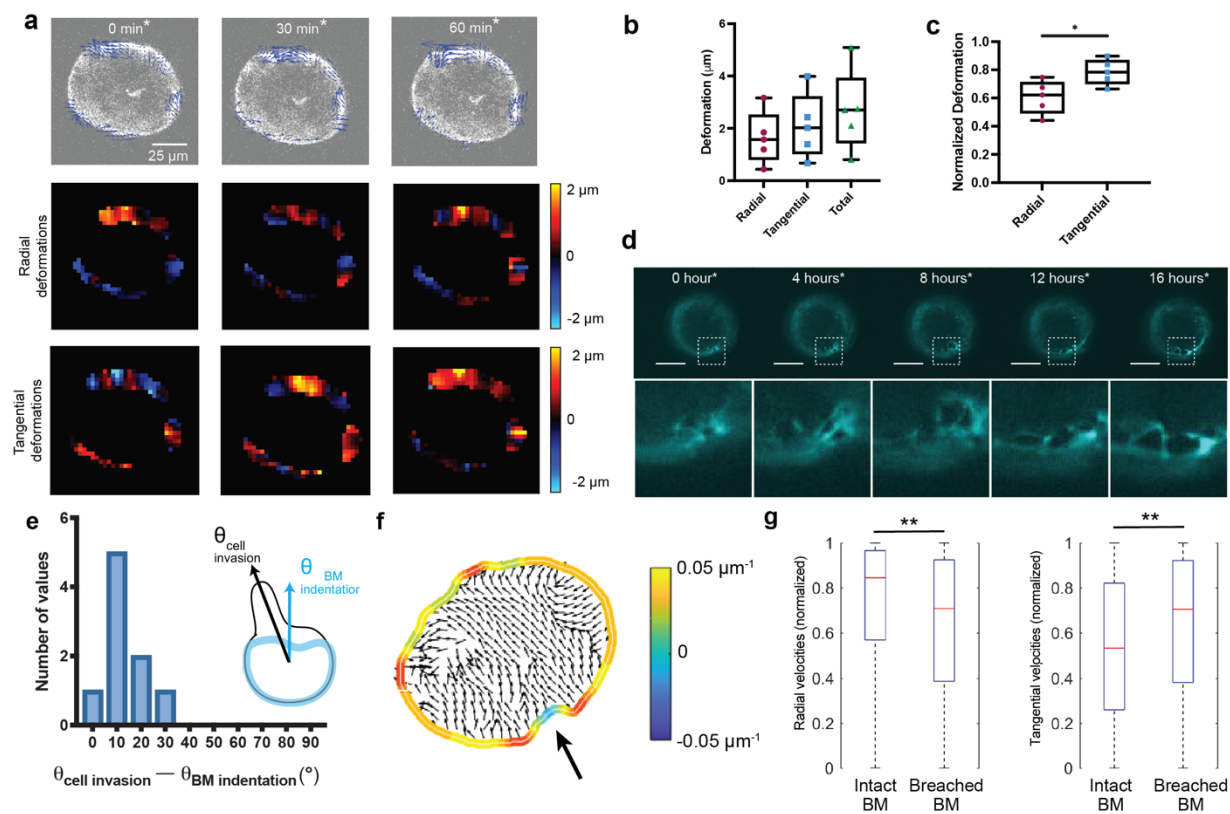 a
0 min*
30 min*
60 min*
25 µm
Radial
deformations
2 µm
0
-2 µm
Tangential
deformations
2 µm
0
-2 µm
b
Deformation (µm)
6
4
2
0
Radial
Tangential
Total
c
*
Normalized Deformation
1.0
0.8
0.6
0.4
0.2
0.0
Radial
Tangential
d
0 hour*
4 hours*
8 hours*
12 hours*
16 hours*
e
Number of values
6
4
2
0
0 10 20 30 40 50 60 70 80 90
θcell invasion — θBM indentation(°)
θ
cell
invasion
θ
BM
indentatior
f
0.05 µm⁻¹
0
-0.05 µm⁻¹
g
**
Radial velocities (normalized)
1
0.8
0.6
0.4
0.2
0
Intact
BM
Breached
BM
**
Tangential velocities (normalized)
1
0.8
0.6
0.4
0.2
0
Intact
BM
Breached
BM